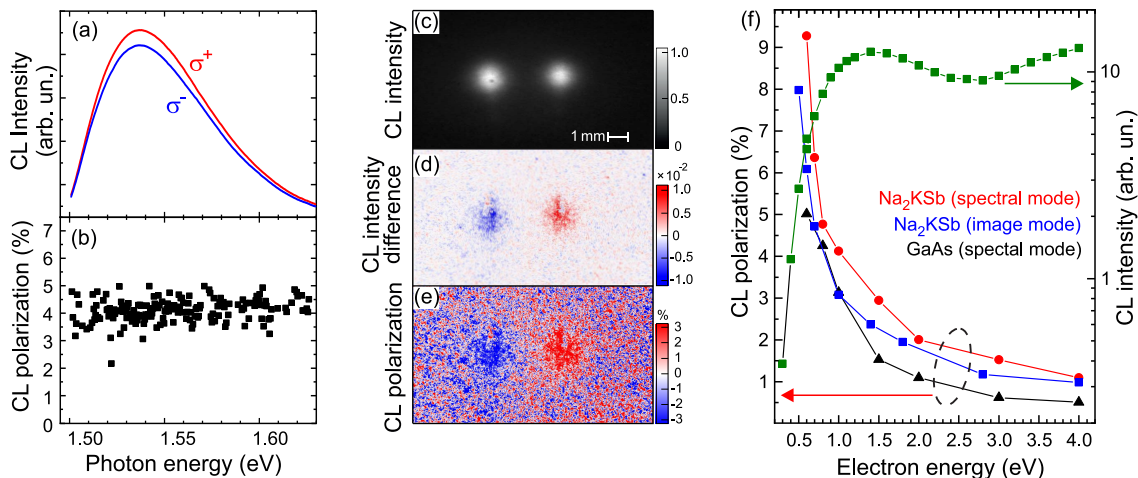 (a)
CL Intensity
(arb. un.)
σ+
σ-
(b)
CL polarization (%)
7
6
5
4
3
2
1
0
1.50
1.56
1.60
Photon energy (eV)
(c)
CL intensity
1 mm
1.0
0.5
0
(d)
CL intensity
difference
×10-2
1.0
0.5
0
-0.5
-1.0
(e)
CL polarization
%
3
2
1
0
-1
-2
-3
(f)
CL polarization (%)
9
8
7
6
5
4
3
2
1
Na2KSb (spectral mode)
Na2KSb (image mode)
GaAs (spectal mode)
10
1
CL intensity (arb. un.)
0.5
1.0
1.5
2.0
2.5
3.0
3.5
4.0
Electron energy (eV)